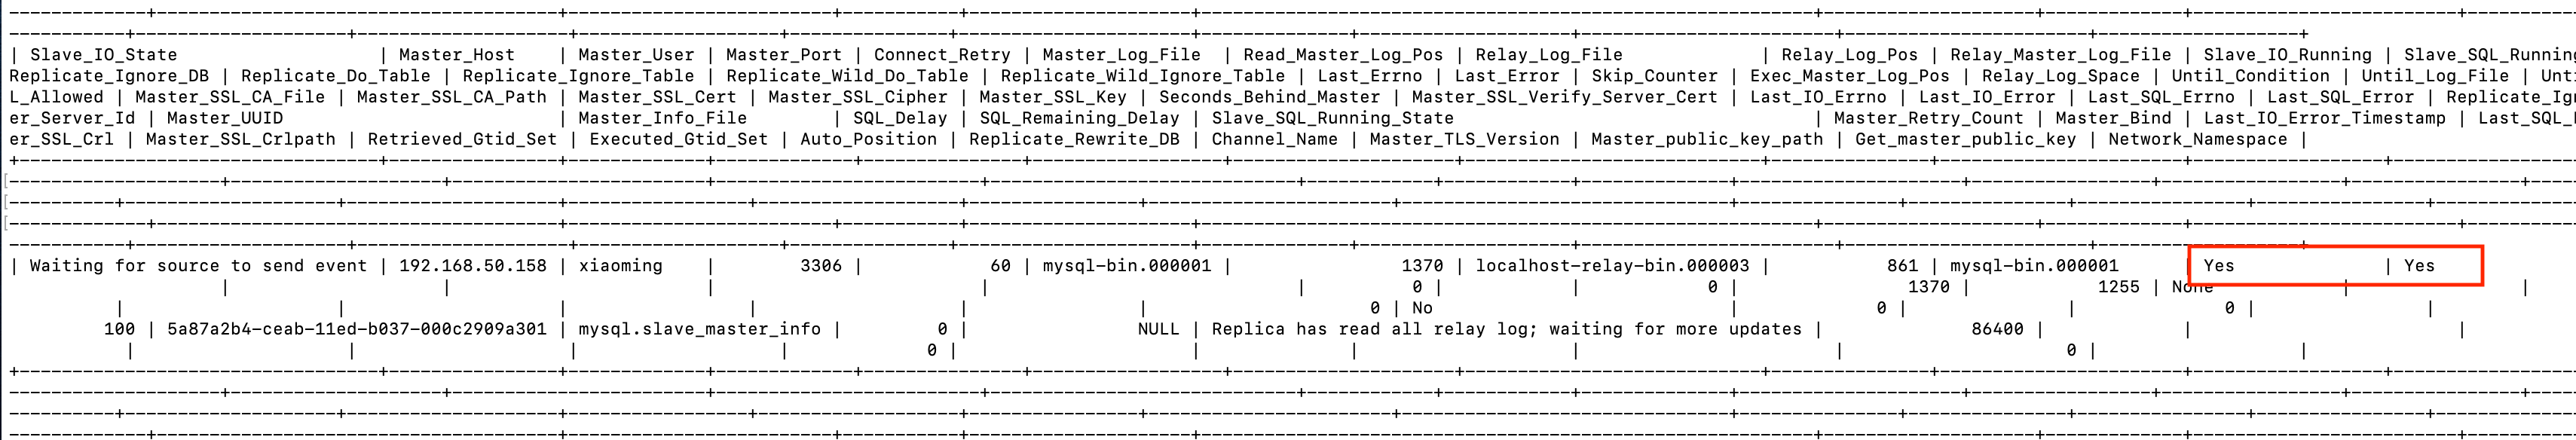 | Slave_IO_State | Master_Host | Master_User | Master_Port | Connect_Retry | Master_Log_File | Read_Master_Log_Pos | Relay_Log_File | Relay_Log_Pos | Relay_Master_Log_File | Slave_IO_Running | Slave_SQL_Running
Replicate_Ignore_DB | Replicate_Do_Table | Replicate_Ignore_Table | Replicate_Wild_Do_Table | Replicate_Wild_Ignore_Table | Last_Errno | Last_Error | Skip_Counter | Exec_Master_Log_Pos | Relay_Log_Space | Until_Condition | Until_Log_File | Unti
L_Allowed | Master_SSL_CA_File | Master_SSL_CA_Path | Master_SSL_Cert | Master_SSL_Cipher | Master_SSL_Key | Seconds_Behind_Master | Master_SSL_Verify_Server_Cert | Last_IO_Errno | Last_IO_Error | Last_SQL_Errno | Last_SQL_Error | Replicate_Ign
er_Server_Id | Master_UUID | Master_Info_File | SQL_Delay | SQL_Remaining_Delay | Slave_SQL_Running_State | Master_Retry_Count | Master_Bind | Last_IO_Error_Timestamp | Last_SQL_
er_SSL_Crl | Master_SSL_Crlpath | Retrieved_Gtid_Set | Executed_Gtid_Set | Auto_Position | Replicate_Rewrite_DB | Channel_Name | Master_TLS_Version | Master_public_key_path | Get_master_public_key | Network_Namespace |
| Waiting for source to send event | 192.168.50.158 | xiaoming | 3306 | 60 | mysql-bin.000001 | 1370 | localhost-relay-bin.000003 | 861 | mysql-bin.000001 | Yes | Yes
| | | | | 0 | | 0 | 1370 | 1255 | None | |
| | | | | | 0 | No | 0 | | 0 | |
100 | 5a87a2b4-ceab-11ed-b037-000c2909a301 | mysql.slave_master_info | 0 | NULL | Replica has read all relay log; waiting for more updates | 86400 | | |
| | | | 0 | | | | | 0 | |